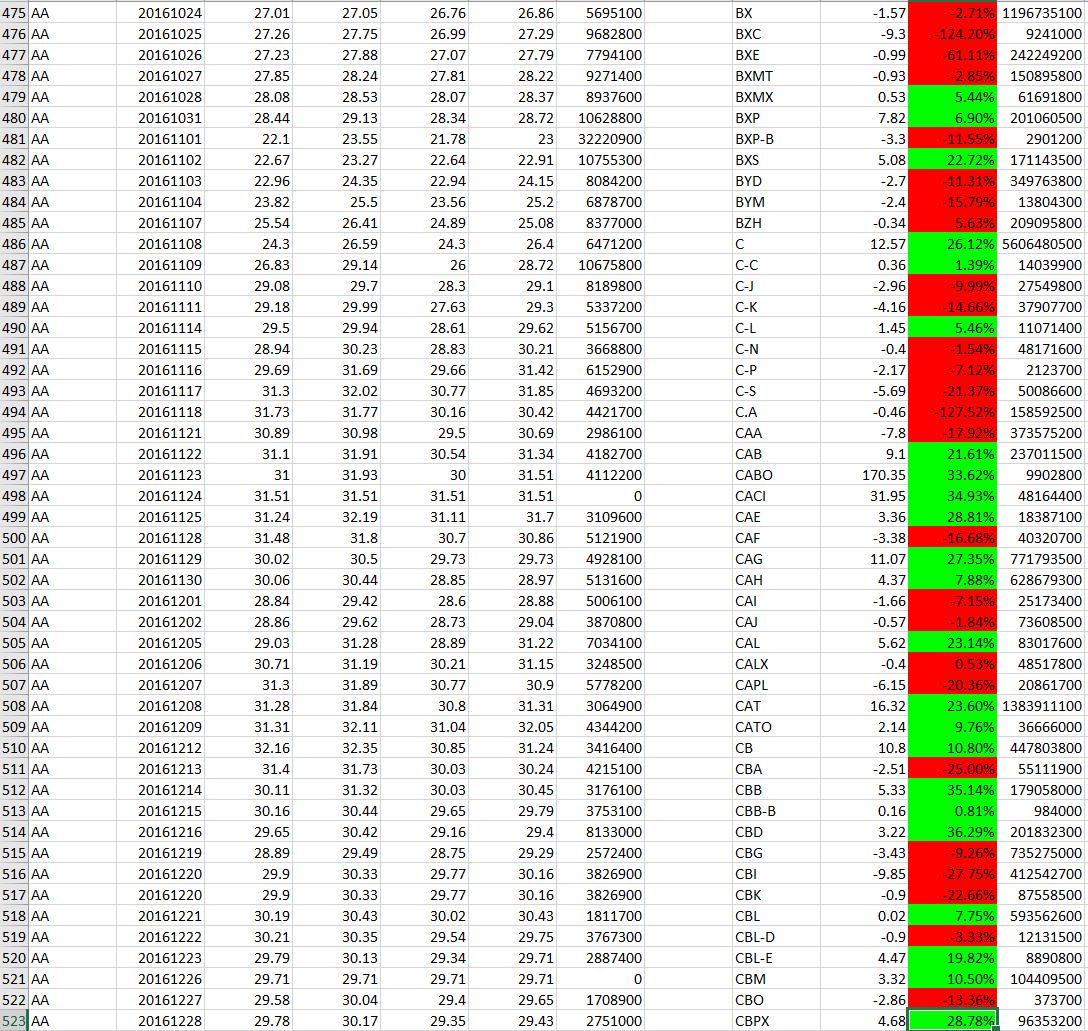 475 AA 20161024 27.01 27.05 26.76 26.86 5695100 BX -1.57 -2.71% 1196735100
476 AA 20161025 27.26 27.75 26.99 27.29 9682800 BXC -9.3 -124.20% 9241000
477 AA 20161026 27.23 27.88 27.07 27.79 7794100 BXE -0.99 -61.11% 242249200
478 AA 20161027 27.85 28.24 27.81 28.22 9271400 BXMT -0.93 -2.85% 150895800
479 AA 20161028 28.08 28.53 28.07 28.37 8937600 BXMX 0.53 5.44% 61691800
480 AA 20161031 28.44 29.13 28.34 28.72 10628800 BXP 7.82 6.90% 201060500
481 AA 20161101 22.1 23.55 21.78 23 32220900 BXP-B -3.3 -11.55% 2901200
482 AA 20161102 22.67 23.27 22.64 22.91 10755300 BXS 5.08 22.72% 171143500
483 AA 20161103 22.96 24.35 22.94 24.15 8084200 BYD -2.7 -11.31% 349763800
484 AA 20161104 23.82 25.5 23.56 25.2 6878700 BYM -2.4 -15.79% 13804300
485 AA 20161107 25.54 26.41 24.89 25.08 8377000 BZH -0.34 5.63% 209095800
486 AA 20161108 24.3 26.59 24.3 26.4 6471200 C 12.57 26.12% 5606480500
487 AA 20161109 26.83 29.14 26 28.72 10675800 C-C 0.36 1.39% 14039900
488 AA 20161110 29.08 29.7 28.3 29.1 8189800 C-J -2.96 -9.99% 27549800
489 AA 20161111 29.18 29.99 27.63 29.3 5337200 C-K -4.16 -14.66% 37907700
490 AA 20161114 29.5 29.94 28.61 29.62 5156700 C-L 1.45 5.46% 11071400
491 AA 20161115 28.94 30.23 28.83 30.21 3668800 C-N -0.4 -1.54% 48171600
492 AA 20161116 29.69 31.69 29.66 31.42 6152900 C-P -2.17 -7.12% 2123700
493 AA 20161117 31.3 32.02 30.77 31.85 4693200 C-S -5.69 -21.37% 50086600
494 AA 20161118 31.73 31.77 30.16 30.42 4421700 C.A -0.46 -127.52% 158592500
495 AA 20161121 30.89 30.98 29.5 30.69 2986100 CAA -7.8 -17.92% 373575200
496 AA 20161122 31.1 31.91 30.54 31.34 4182700 CAB 9.1 21.61% 237011500
497 AA 20161123 31 31.93 30 31.51 4112200 CABO 170.35 33.62% 9902800
498 AA 20161124 31.51 31.51 31.51 31.51 0 CACI 31.95 34.93% 48164400
499 AA 20161125 31.24 32.19 31.11 31.7 3109600 CAE 3.36 28.81% 18387100
500 AA 20161128 31.48 31.8 30.7 30.86 5121900 CAF -3.38 -16.68% 40320700
501 AA 20161129 30.02 30.5 29.73 29.73 4928100 CAG 11.07 27.35% 771793500
502 AA 20161130 30.06 30.44 28.85 28.97 5131600 CAH 4.37 7.88% 628679300
503 AA 20161201 28.84 29.42 28.6 28.88 5006100 CAI -1.66 -7.15% 25173400
504 AA 20161202 28.86 29.62 28.73 29.04 3870800 CAJ -0.57 -1.84% 73608500
505 AA 20161205 29.03 31.28 28.89 31.22 7034100 CAL 5.62 23.14% 83017600
506 AA 20161206 30.71 31.19 30.21 31.15 3248500 CALX -0.4 0.53% 48517800
507 AA 20161207 31.3 31.89 30.77 30.9 5778200 CAPL -6.15 -20.36% 20861700
508 AA 20161208 31.28 31.84 30.8 31.31 3064900 CAT 16.32 23.60% 1383911100
509 AA 20161209 31.31 32.11 31.04 32.05 4344200 CATO 2.14 9.76% 36666000
510 AA 20161212 32.16 32.35 30.85 31.24 3416400 CB 10.8 10.80% 447803800
511 AA 20161213 31.4 31.73 30.03 30.24 4215100 CBA -2.51 -25.00% 55111900
512 AA 20161214 30.11 31.32 30.03 30.45 3176100 CBB 5.33 35.14% 179058000
513 AA 20161215 30.16 30.44 29.65 29.79 3753100 CBB-B 0.16 0.81% 984000
514 AA 20161216 29.65 30.42 29.16 29.4 8133000 CBD 3.22 36.29% 201832300
515 AA 20161219 28.89 29.49 28.75 29.29 2572400 CBG -3.43 -9.26% 735275000
516 AA 20161220 29.9 30.33 29.77 30.16 3826900 CBI -9.85 -27.75% 412542700
517 AA 20161220 29.9 30.33 29.77 30.16 3826900 CBK -0.9 -22.66% 87558500
518 AA 20161221 30.19 30.43 30.02 30.43 1811700 CBL 0.02 7.75% 593562600
519 AA 20161222 30.21 30.35 29.54 29.75 3767300 CBL-D -0.9 -3.33% 12131500
520 AA 20161223 29.79 30.13 29.34 29.71 2887400 CBL-E 4.47 19.82% 8890800
521 AA 20161226 29.71 29.71 29.71 29.71 0 CBM 3.32 10.50% 104409500
522 AA 20161227 29.58 30.04 29.4 29.65 1708900 CBO -2.86 -13.36% 373700
523 AA 20161228 29.78 30.17 29.35 29.43 2751000 CBPX 4.68 28.78% 96353200